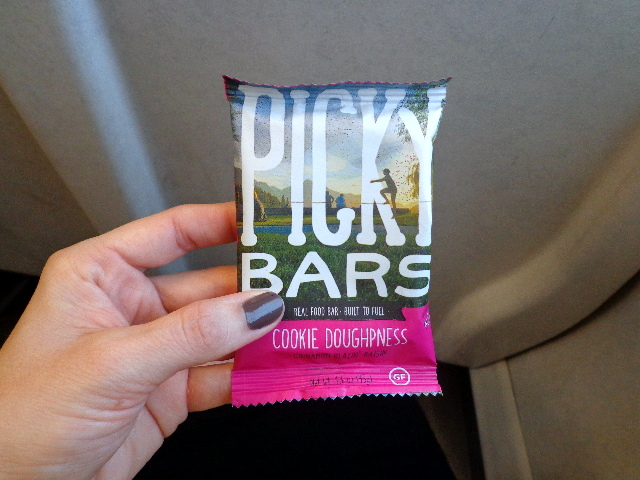 PICKY
BARS
REAL FOOD BAR · BUILT TO FUEL
COOKIE DOUGHPNESS
GF